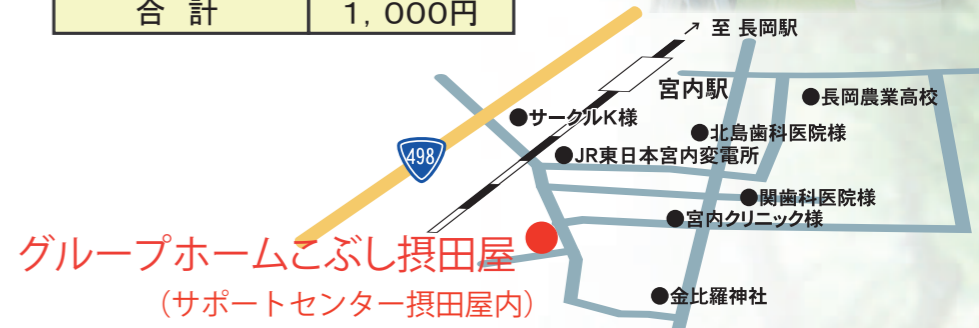 合計 1,000円
↗ 至 長岡駅
宮内駅
●長岡農業高校
●サークルK様
●北島歯科医院様
498
●JR東日本宮内変電所
●関歯科医院様
●宮内クリニック様
グループホームこぶし摂田屋
(サポートセンター摂田屋内)
●金比羅神社